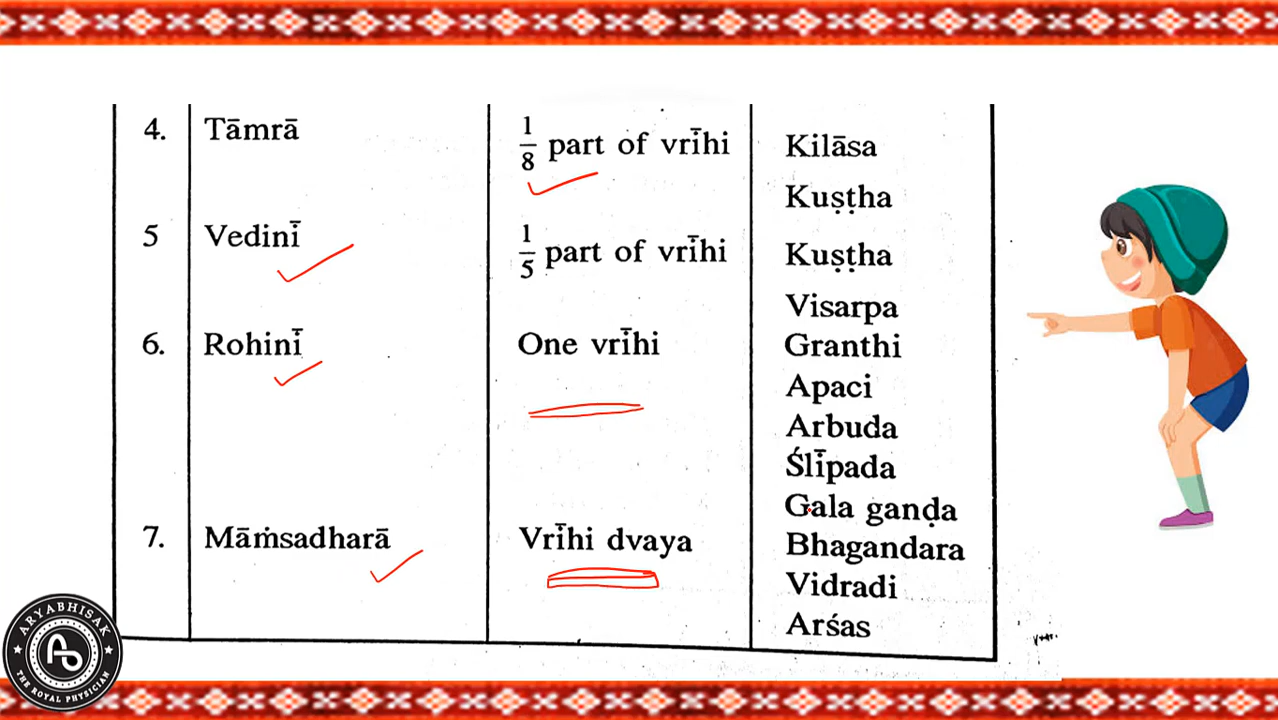 4. Tāmrā 1/8 part of vrīhi Kilāsa
Kuṣṭha
5 Vedinī 1/5 part of vrīhi Kuṣṭha
Visarpa
6. Rohinī One vrīhi Granthi
Apaci
Arbuda
Ślīpada
Gala ganḍa
7. Māṁsadharā Vrīhi dvaya Bhagandara
Vidradi
Arśas
ARYABHISAK
THE ROYAL PHYSICIAN